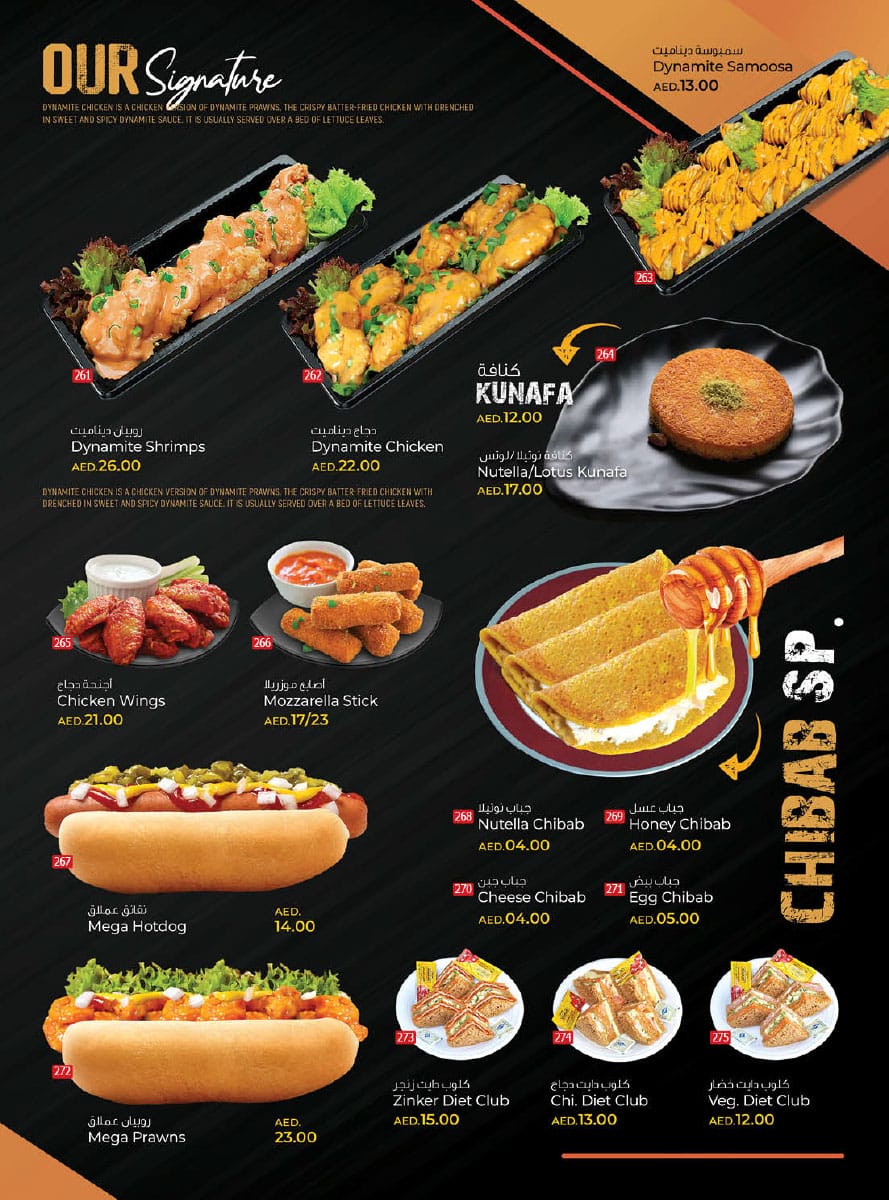 OUR Signature
DYNAMITE CHICKEN IS A CHICKEN VERSION OF DYNAMITE PRAWNS, THE CRISPY BATTER-FRIED CHICKEN WITH DRENCHED
IN SWEET AND SPICY DYNAMITE SAUCE. IT IS USUALLY SERVED OVER A BED OF LETTUCE LEAVES.
سمبوسة ديناميت
Dynamite Samoosa
AED.13.00
263
261
روبيان ديناميت
Dynamite Shrimps
AED.26.00
262
دجاج ديناميت
Dynamite Chicken
AED.22.00
DYNAMITE CHICKEN IS A CHICKEN VERSION OF DYNAMITE PRAWNS, THE CRISPY BATTER-FRIED CHICKEN WITH
DRENCHED IN SWEET AND SPICY DYNAMITE SAUCE. IT IS USUALLY SERVED OVER A BED OF LETTUCE LEAVES.
264
كنافة
KUNAFA
AED.12.00
كنافة نوتيلا/لوتس
Nutella/Lotus Kunafa
AED.17.00
265
أجنحة دجاج
Chicken Wings
AED.21.00
266
أصابع موزريلا
Mozzarella Stick
AED.17/23
CHIBAB SP.
267
نقانق عملاق
Mega Hotdog
AED.
14.00
268
جباب نوتيلا
Nutella Chibab
AED.04.00
269
جباب عسل
Honey Chibab
AED.04.00
270
جباب جبن
Cheese Chibab
AED.04.00
271
جباب بيض
Egg Chibab
AED.05.00
272
روبيان عملاق
Mega Prawns
AED.
23.00
273
كلوب دايت زنجر
Zinker Diet Club
AED.15.00
274
كلوب دايت دجاج
Chi. Diet Club
AED.13.00
275
كلوب دايت خضار
Veg. Diet Club
AED.12.00